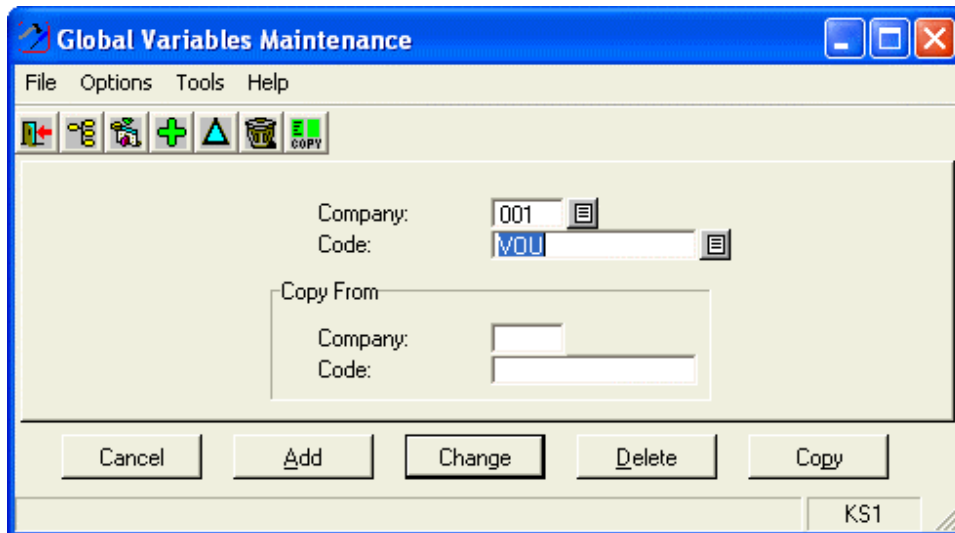 Global Variables Maintenance
File Options Tools Help
COPY
Company: 001
Code: VOU
Copy From
Company:
Code:
Cancel Add Change Delete Copy
KS1